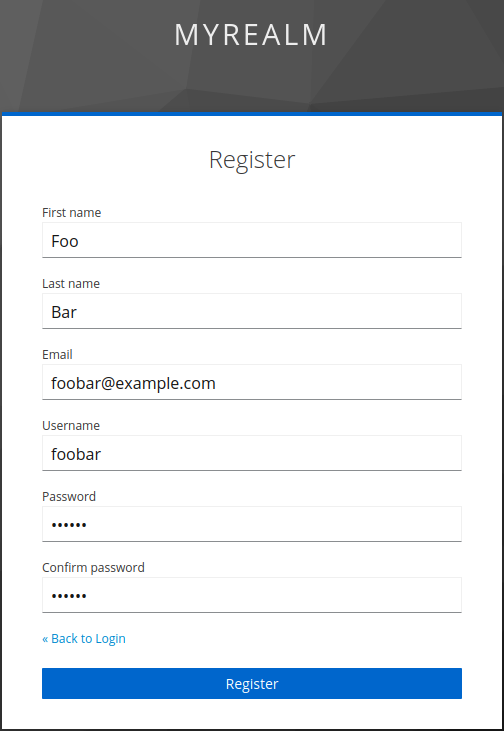 MYREALM
Register
First name
Foo
Last name
Bar
Email
foobar@example.com
Username
foobar
Password
••••••
Confirm password
••••••
« Back to Login
Register